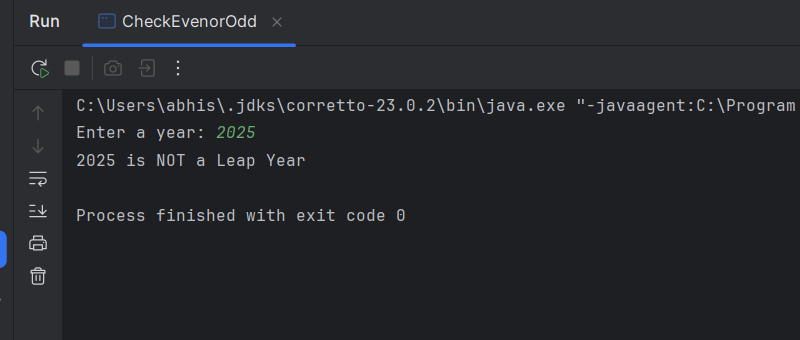 Run CheckEvenorOdd
C:\Users\abhis\.jdks\corretto-23.0.2\bin\java.exe "-javaagent:C:\Program
Enter a year: 2025
2025 is NOT a Leap Year
Process finished with exit code 0